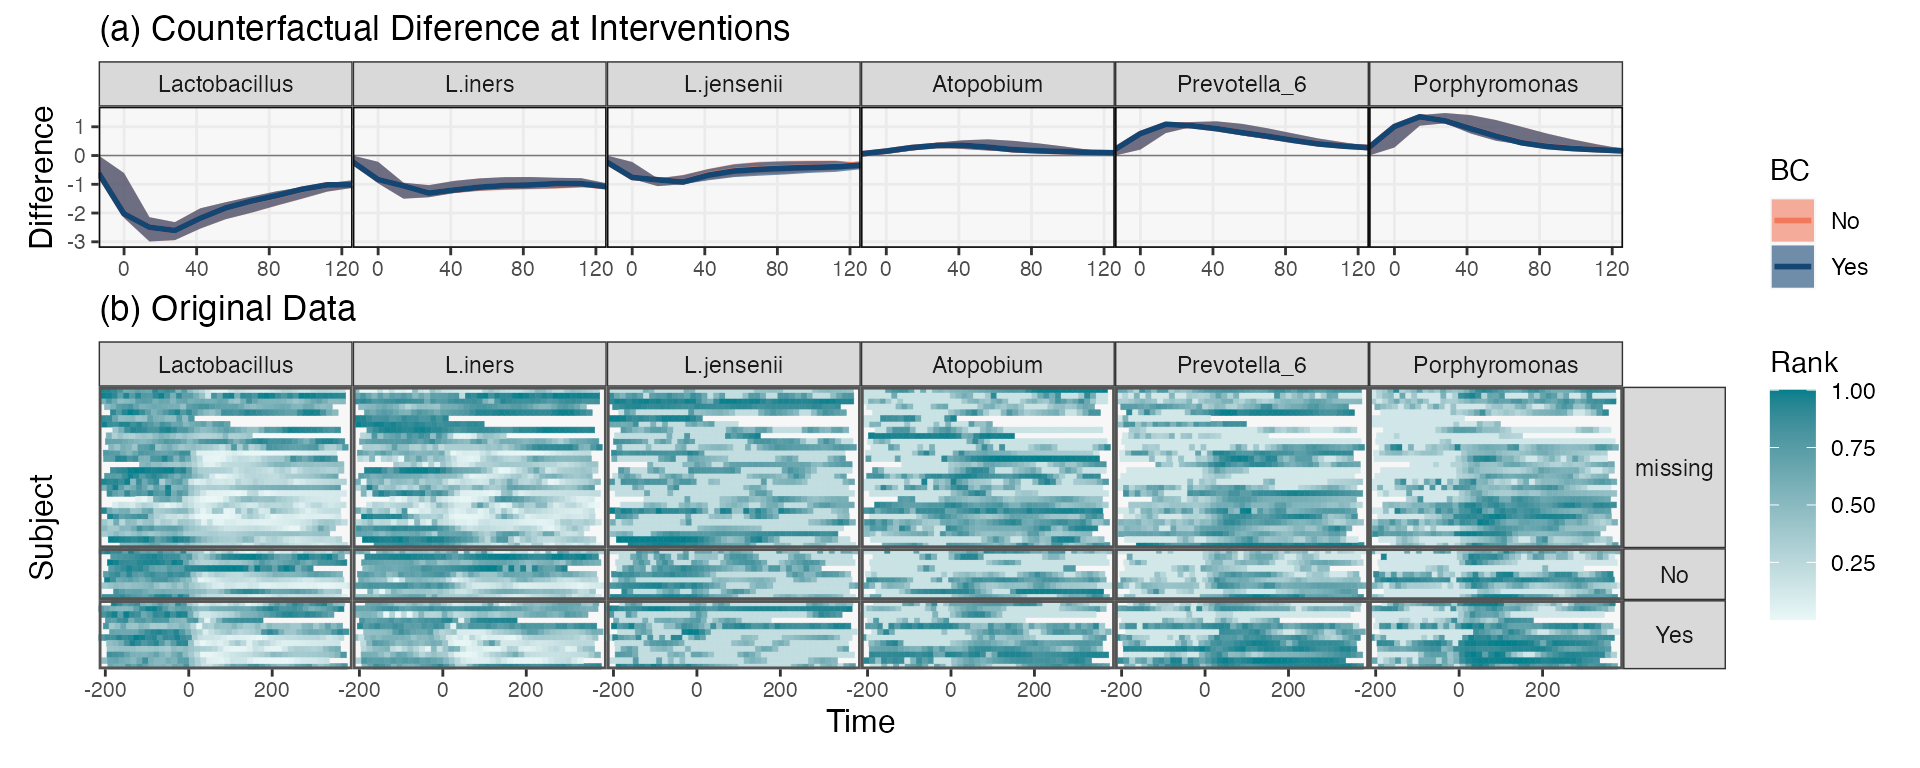 (a) Counterfactual Diference at Interventions
Lactobacillus L.iners L.jensenii Atopobium Prevotella_6 Porphyromonas
Difference
1
0
-1
-2
-3
0 40 80 120 0 40 80 120 0 40 80 120 0 40 80 120 0 40 80 120 0 40 80 120
BC
No
Yes
(b) Original Data
Lactobacillus L.iners L.jensenii Atopobium Prevotella_6 Porphyromonas
Subject
missing
No
Yes
-200 0 200 -200 0 200 -200 0 200 -200 0 200 -200 0 200 -200 0 200
Time
Rank
1.00
0.75
0.50
0.25